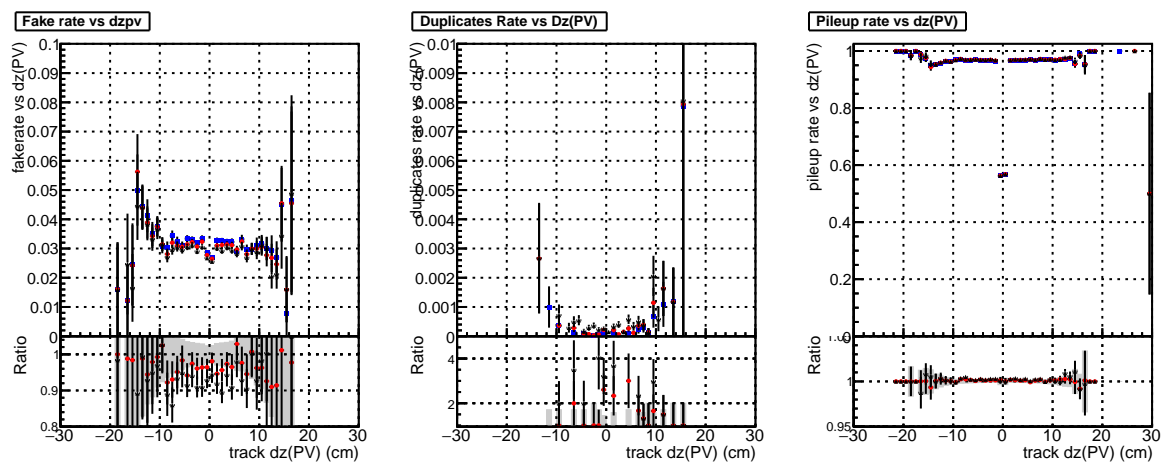 Fake rate vs dzpv
fakerate vs dz(PV)
0.1
0.09
0.08
0.07
0.06
0.05
0.04
0.03
0.02
0.01
0
Ratio
1
0.9
0.8
−30 −20 −10 0 10 20 30
track dz(PV) (cm)
Duplicates Rate vs Dz(PV)
duplicates rate vs dz(PV)
0.01
0.009
0.008
0.007
0.006
0.005
0.004
0.003
0.002
0.001
0
Ratio
4
2
−30 −20 −10 0 10 20 30
track dz(PV) (cm)
Pileup rate vs dz(PV)
pileup rate vs dz(PV)
1
0.8
0.6
0.4
0.2
0
Ratio
1
0.95
−30 −20 −10 0 10 20 30
track dz(PV) (cm)